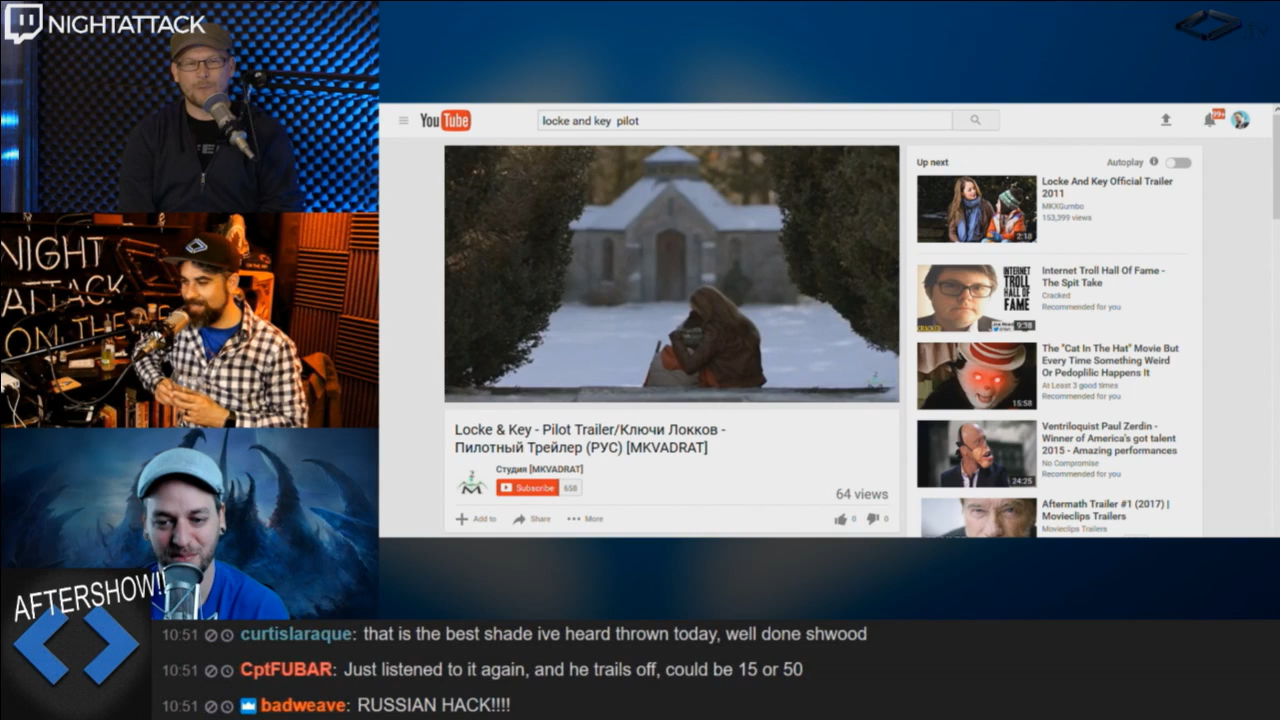 NIGHTATTACK
NIGHT
ATTACK
ON THE
AFTERSHOW!!
YouTube
locke and key pilot
99+
Locke & Key - Pilot Trailer/Ключи Локков -
Пилотный Трейлер (РУС) [MKVADRAT]
Студия [MKVADRAT]
Subscribe 658
64 views
Add to Share More 0 0
Up next Autoplay
Locke And Key Official Trailer
2011
MKXGumbo
153,399 views
2:18
Internet Troll Hall Of Fame -
The Spit Take
Cracked
Recommended for you
INTERNET
TROLL
HALL OF
FAME
9:38
The "Cat In The Hat" Movie But
Every Time Something Weird
Or Pedoplilic Happens It
At Least 3 good times
Recommended for you
15:58
Ventriloquist Paul Zerdin -
Winner of America's got talent
2015 - Amazing performances
No Compromise
Recommended for you
24:25
Aftermath Trailer #1 (2017) |
Movieclips Trailers
Movieclips Trailers
10:51 curtislaraque: that is the best shade ive heard thrown today, well done shwood
10:51 CptFUBAR: Just listened to it again, and he trails off, could be 15 or 50
10:51 badweave: RUSSIAN HACK!!!!